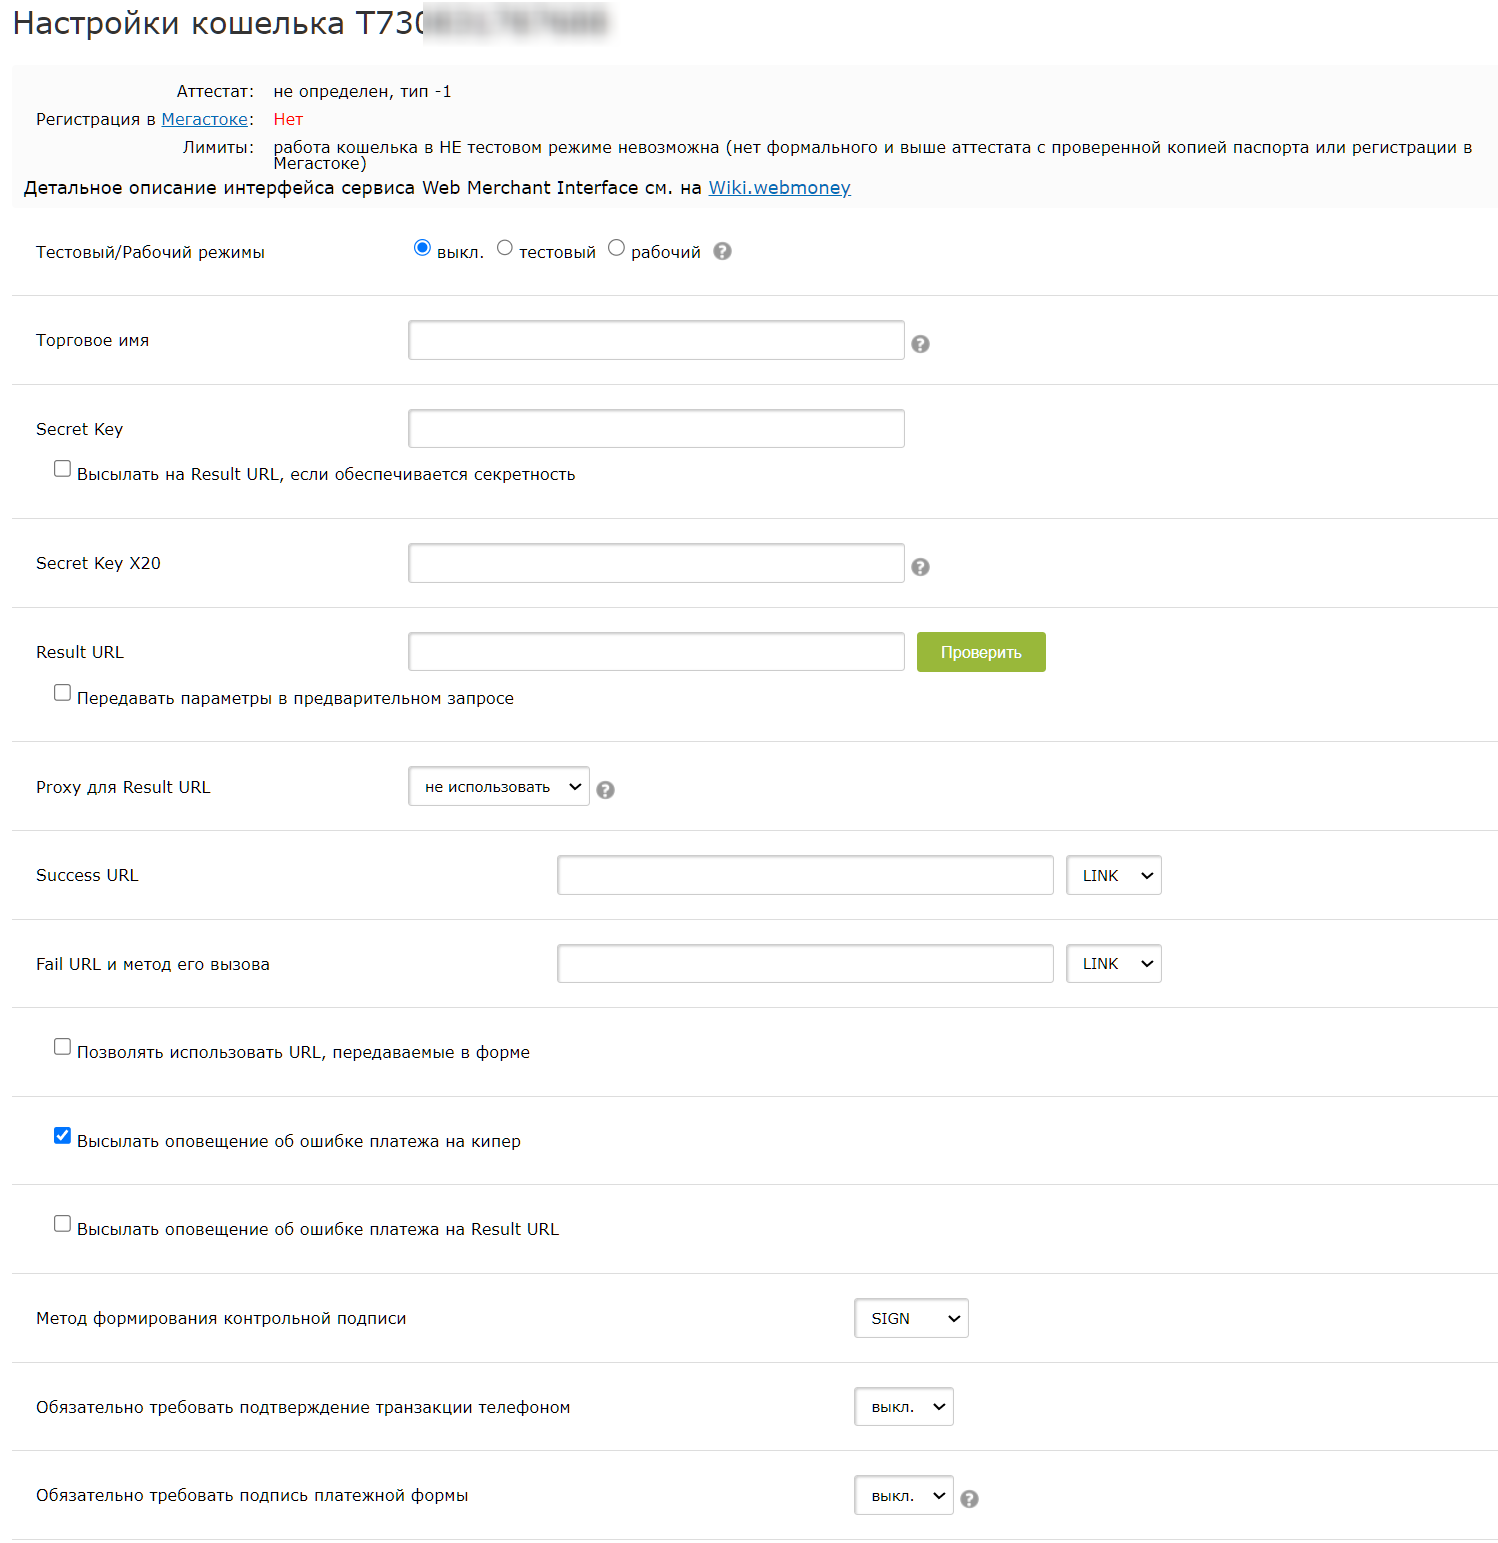 Настройки кошелька T730
Аттестат: не определен, тип -1
Регистрация в Мегастоке: Нет
Лимиты: работа кошелька в НЕ тестовом режиме невозможна (нет формального и выше аттестата с проверенной копией паспорта или регистрации в
Мегастоке)
Детальное описание интерфейса сервиса Web Merchant Interface см. на Wiki.webmoney
Тестовый/Рабочий режимы выкл. тестовый рабочий ?
Торговое имя ?
Secret Key
Высылать на Result URL, если обеспечивается секретность
Secret Key X20 ?
Result URL Проверить
Передавать параметры в предварительном запросе
Proxy для Result URL не использовать ?
Success URL LINK
Fail URL и метод его вызова LINK
Позволять использовать URL, передаваемые в форме
Высылать оповещение об ошибке платежа на кипер
Высылать оповещение об ошибке платежа на Result URL
Метод формирования контрольной подписи SIGN
Обязательно требовать подтверждение транзакции телефоном выкл.
Обязательно требовать подпись платежной формы выкл. ?